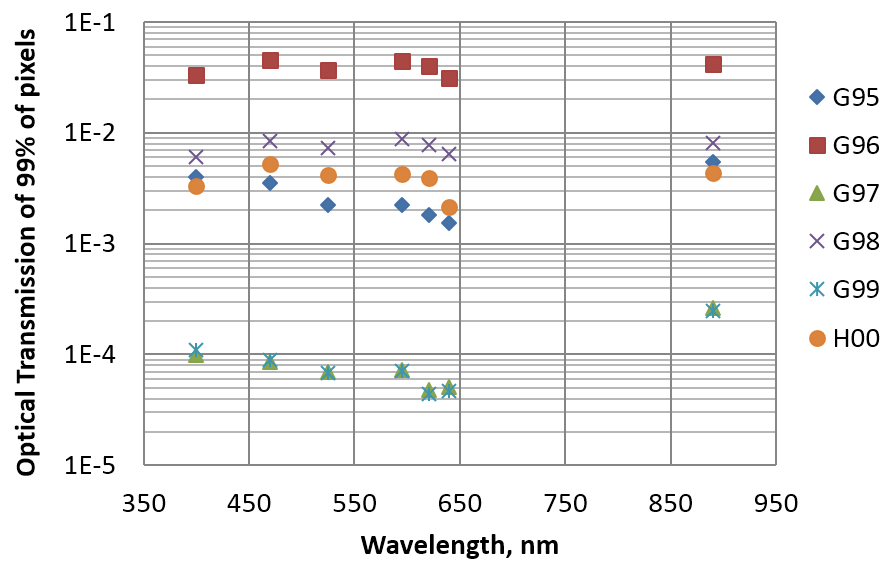 Optical Transmission of 99% of pixels
1E-1
1E-2
1E-3
1E-4
1E-5
350 450 550 650 750 850 950
Wavelength, nm
G95
G96
G97
G98
G99
H00